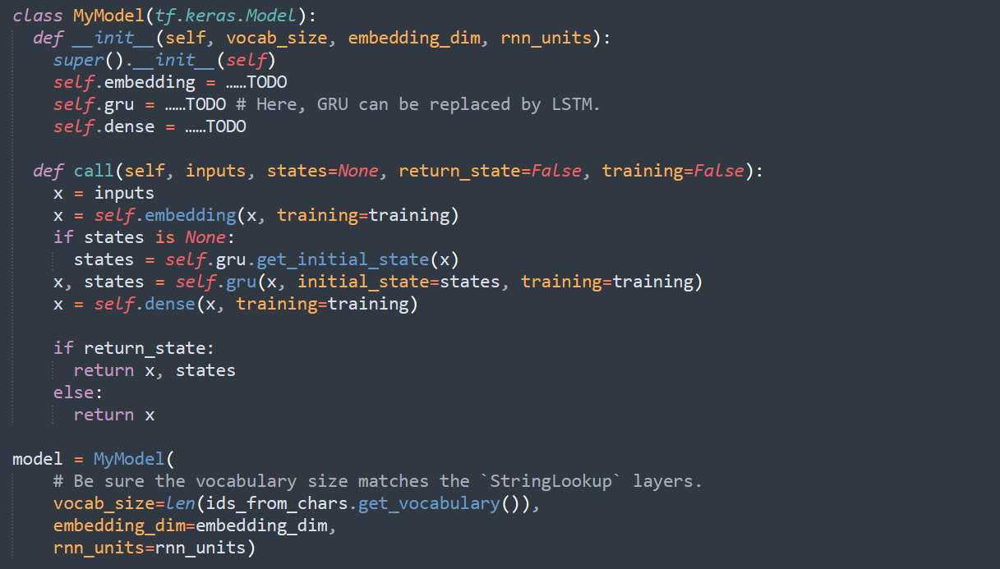 class MyModel(tf.keras.Model):
  def __init__(self, vocab_size, embedding_dim, rnn_units):
    super().__init__(self)
    self.embedding = ……TODO
    self.gru = ……TODO # Here, GRU can be replaced by LSTM.
    self.dense = ……TODO

  def call(self, inputs, states=None, return_state=False, training=False):
    x = inputs
    x = self.embedding(x, training=training)
    if states is None:
      states = self.gru.get_initial_state(x)
    x, states = self.gru(x, initial_state=states, training=training)
    x = self.dense(x, training=training)

    if return_state:
      return x, states
    else:
      return x

model = MyModel(
    # Be sure the vocabulary size matches the `StringLookup` layers.
    vocab_size=len(ids_from_chars.get_vocabulary()),
    embedding_dim=embedding_dim,
    rnn_units=rnn_units)